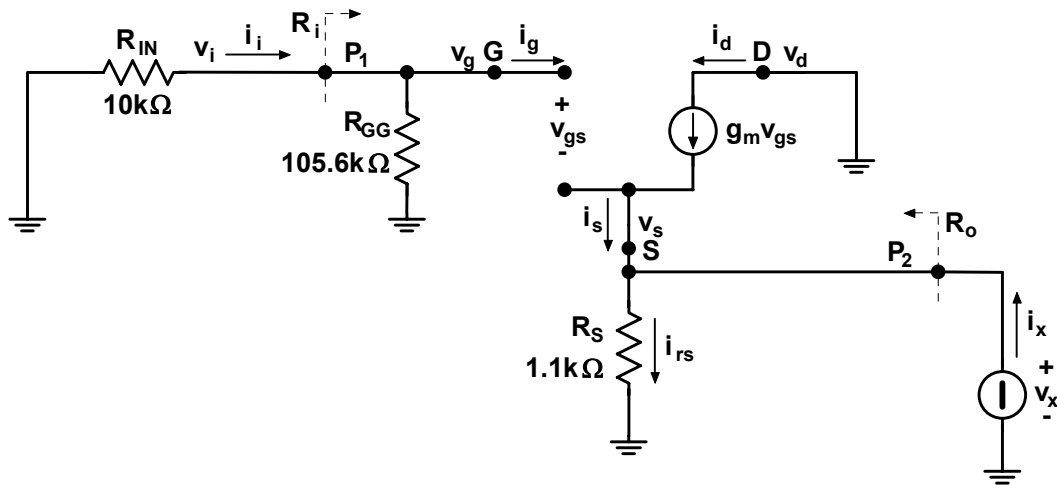 R_IN
10kΩ
v_i
i_i
R_i
P_1
R_GG
105.6kΩ
v_g
G
i_g
+
v_gs
-
i_d
D
v_d
g_m v_gs
i_s
v_s
S
P_2
R_o
R_S
1.1kΩ
i_rs
i_x
+
v_x
-